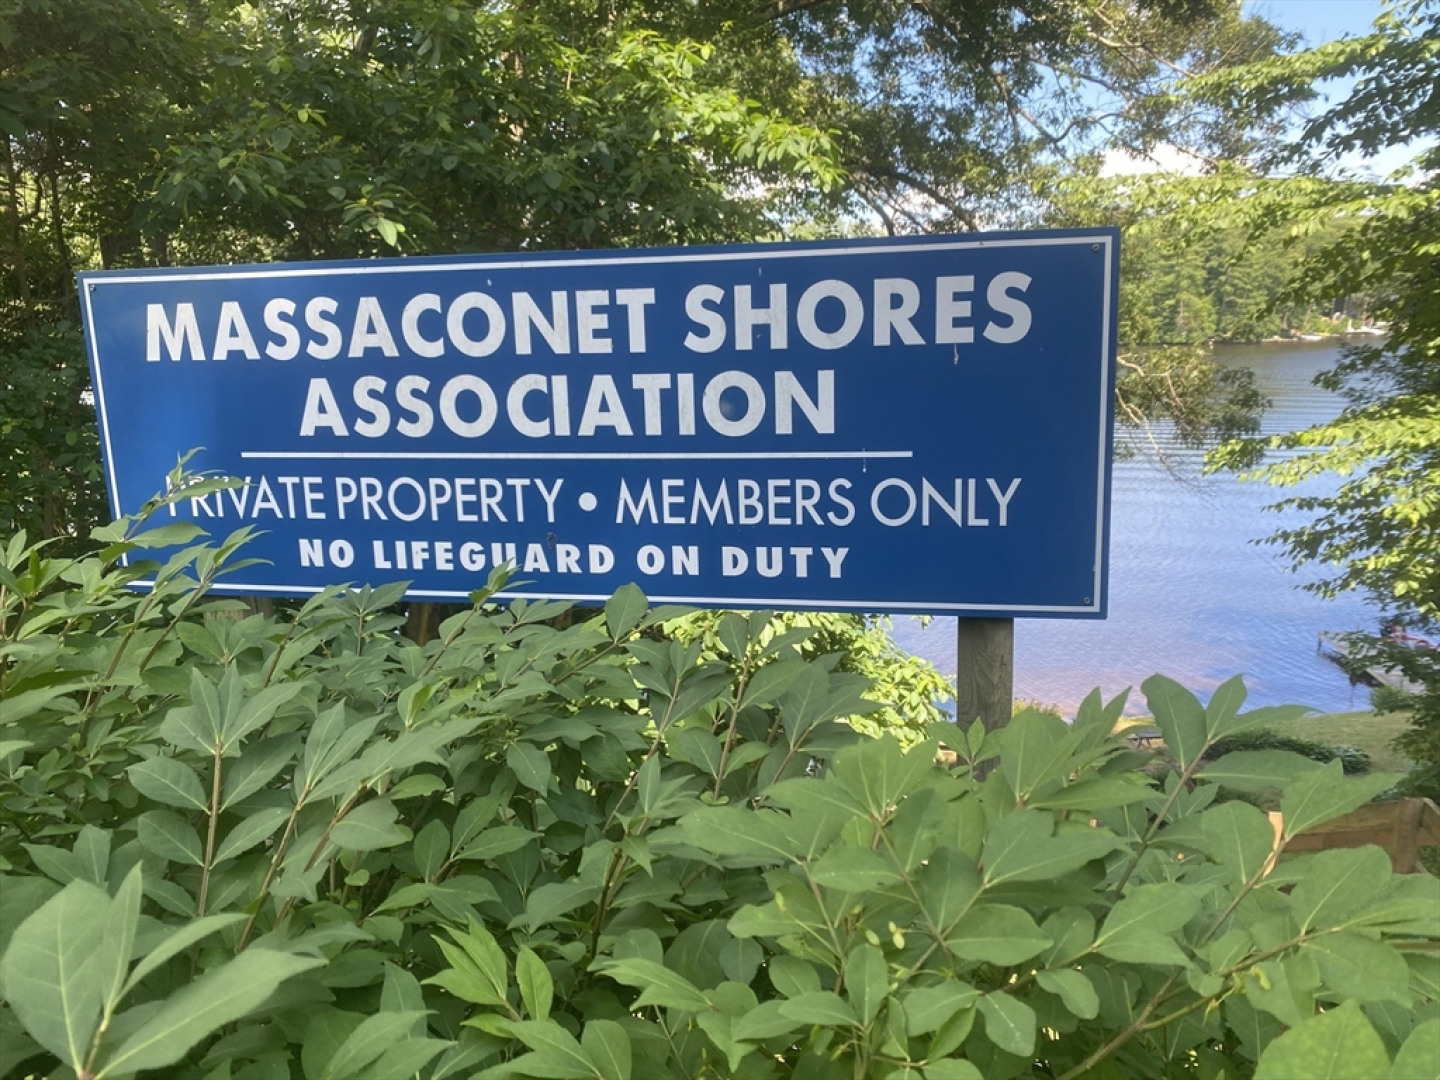 MASSACONET SHORES
ASSOCIATION
PRIVATE PROPERTY • MEMBERS ONLY
NO LIFEGUARD ON DUTY